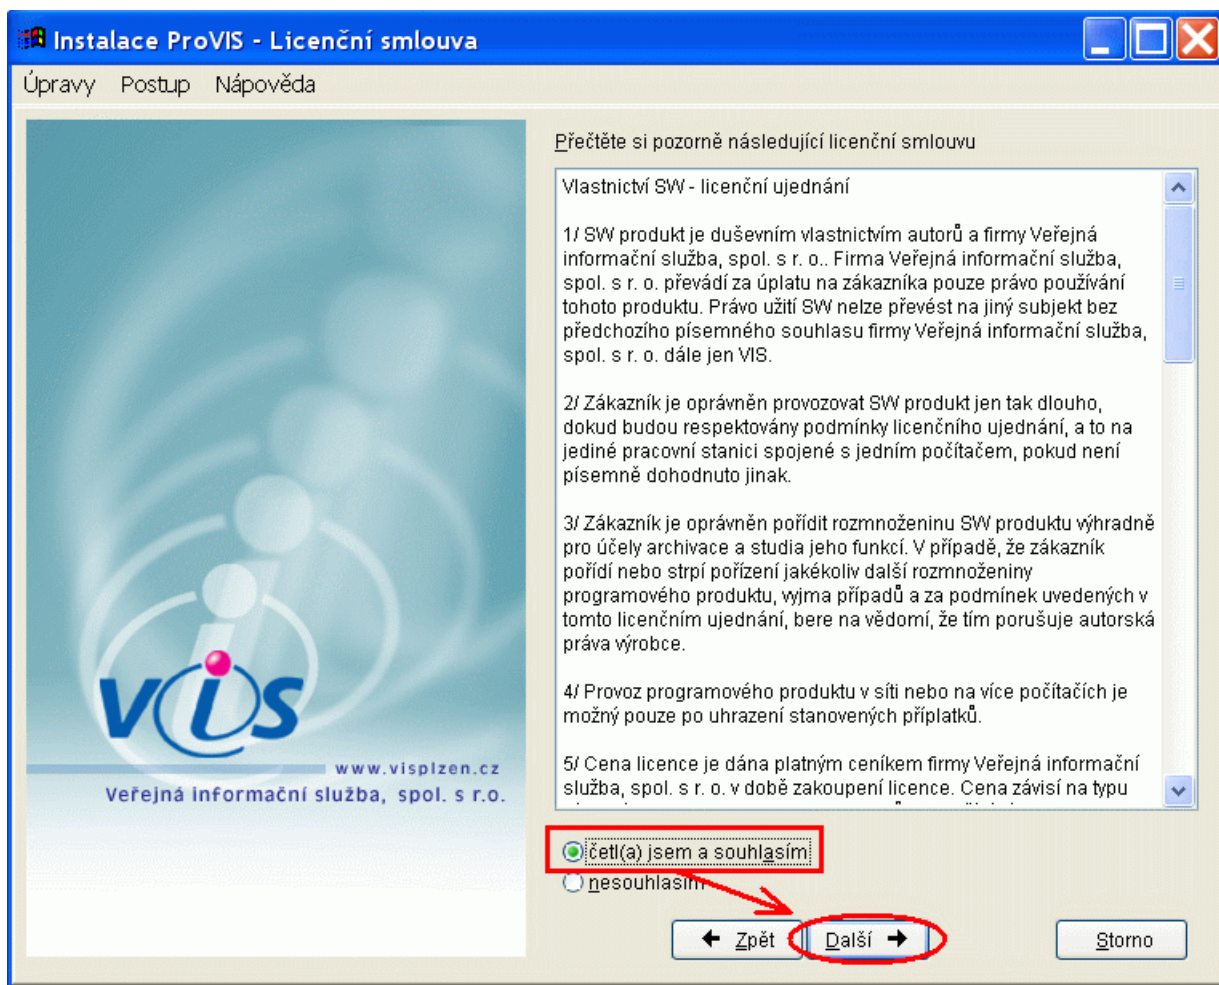 Instalace ProVIS - Licenční smlouva
Úpravy Postup Nápověda
Přečtěte si pozorně následující licenční smlouvu
Vlastnictví SW - licenční ujednání
1/ SW produkt je duševním vlastnictvím autorů a firmy Veřejná
informační služba, spol. s r. o.. Firma Veřejná informační služba,
spol. s r. o. převádí za úplatu na zákazníka pouze právo používání
tohoto produktu. Právo užití SW nelze převést na jiný subjekt bez
předchozího písemného souhlasu firmy Veřejná informační služba,
spol. s r. o. dále jen VIS.
2/ Zákazník je oprávněn provozovat SW produkt jen tak dlouho,
dokud budou respektovány podmínky licenčního ujednání, a to na
jediné pracovní stanici spojené s jedním počítačem, pokud není
písemně dohodnuto jinak.
3/ Zákazník je oprávněn pořídit rozmnoženinu SW produktu výhradně
pro účely archivace a studia jeho funkcí. V případě, že zákazník
pořídí nebo strpí pořízení jakékoliv další rozmnoženiny
programového produktu, vyjma případů a za podmínek uvedených v
tomto licenčním ujednání, bere na vědomí, že tím porušuje autorská
práva výrobce.
4/ Provoz programového produktu v síti nebo na více počítačích je
možný pouze po uhrazení stanovených příplatků.
5/ Cena licence je dána platným ceníkem firmy Veřejná informační
služba, spol. s r. o. v době zakoupení licence. Cena závisí na typu
vis
www.visplzen.cz
Veřejná informační služba, spol. s r.o.
četl(a) jsem a souhlasím
nesouhlasím
Zpět Další Storno